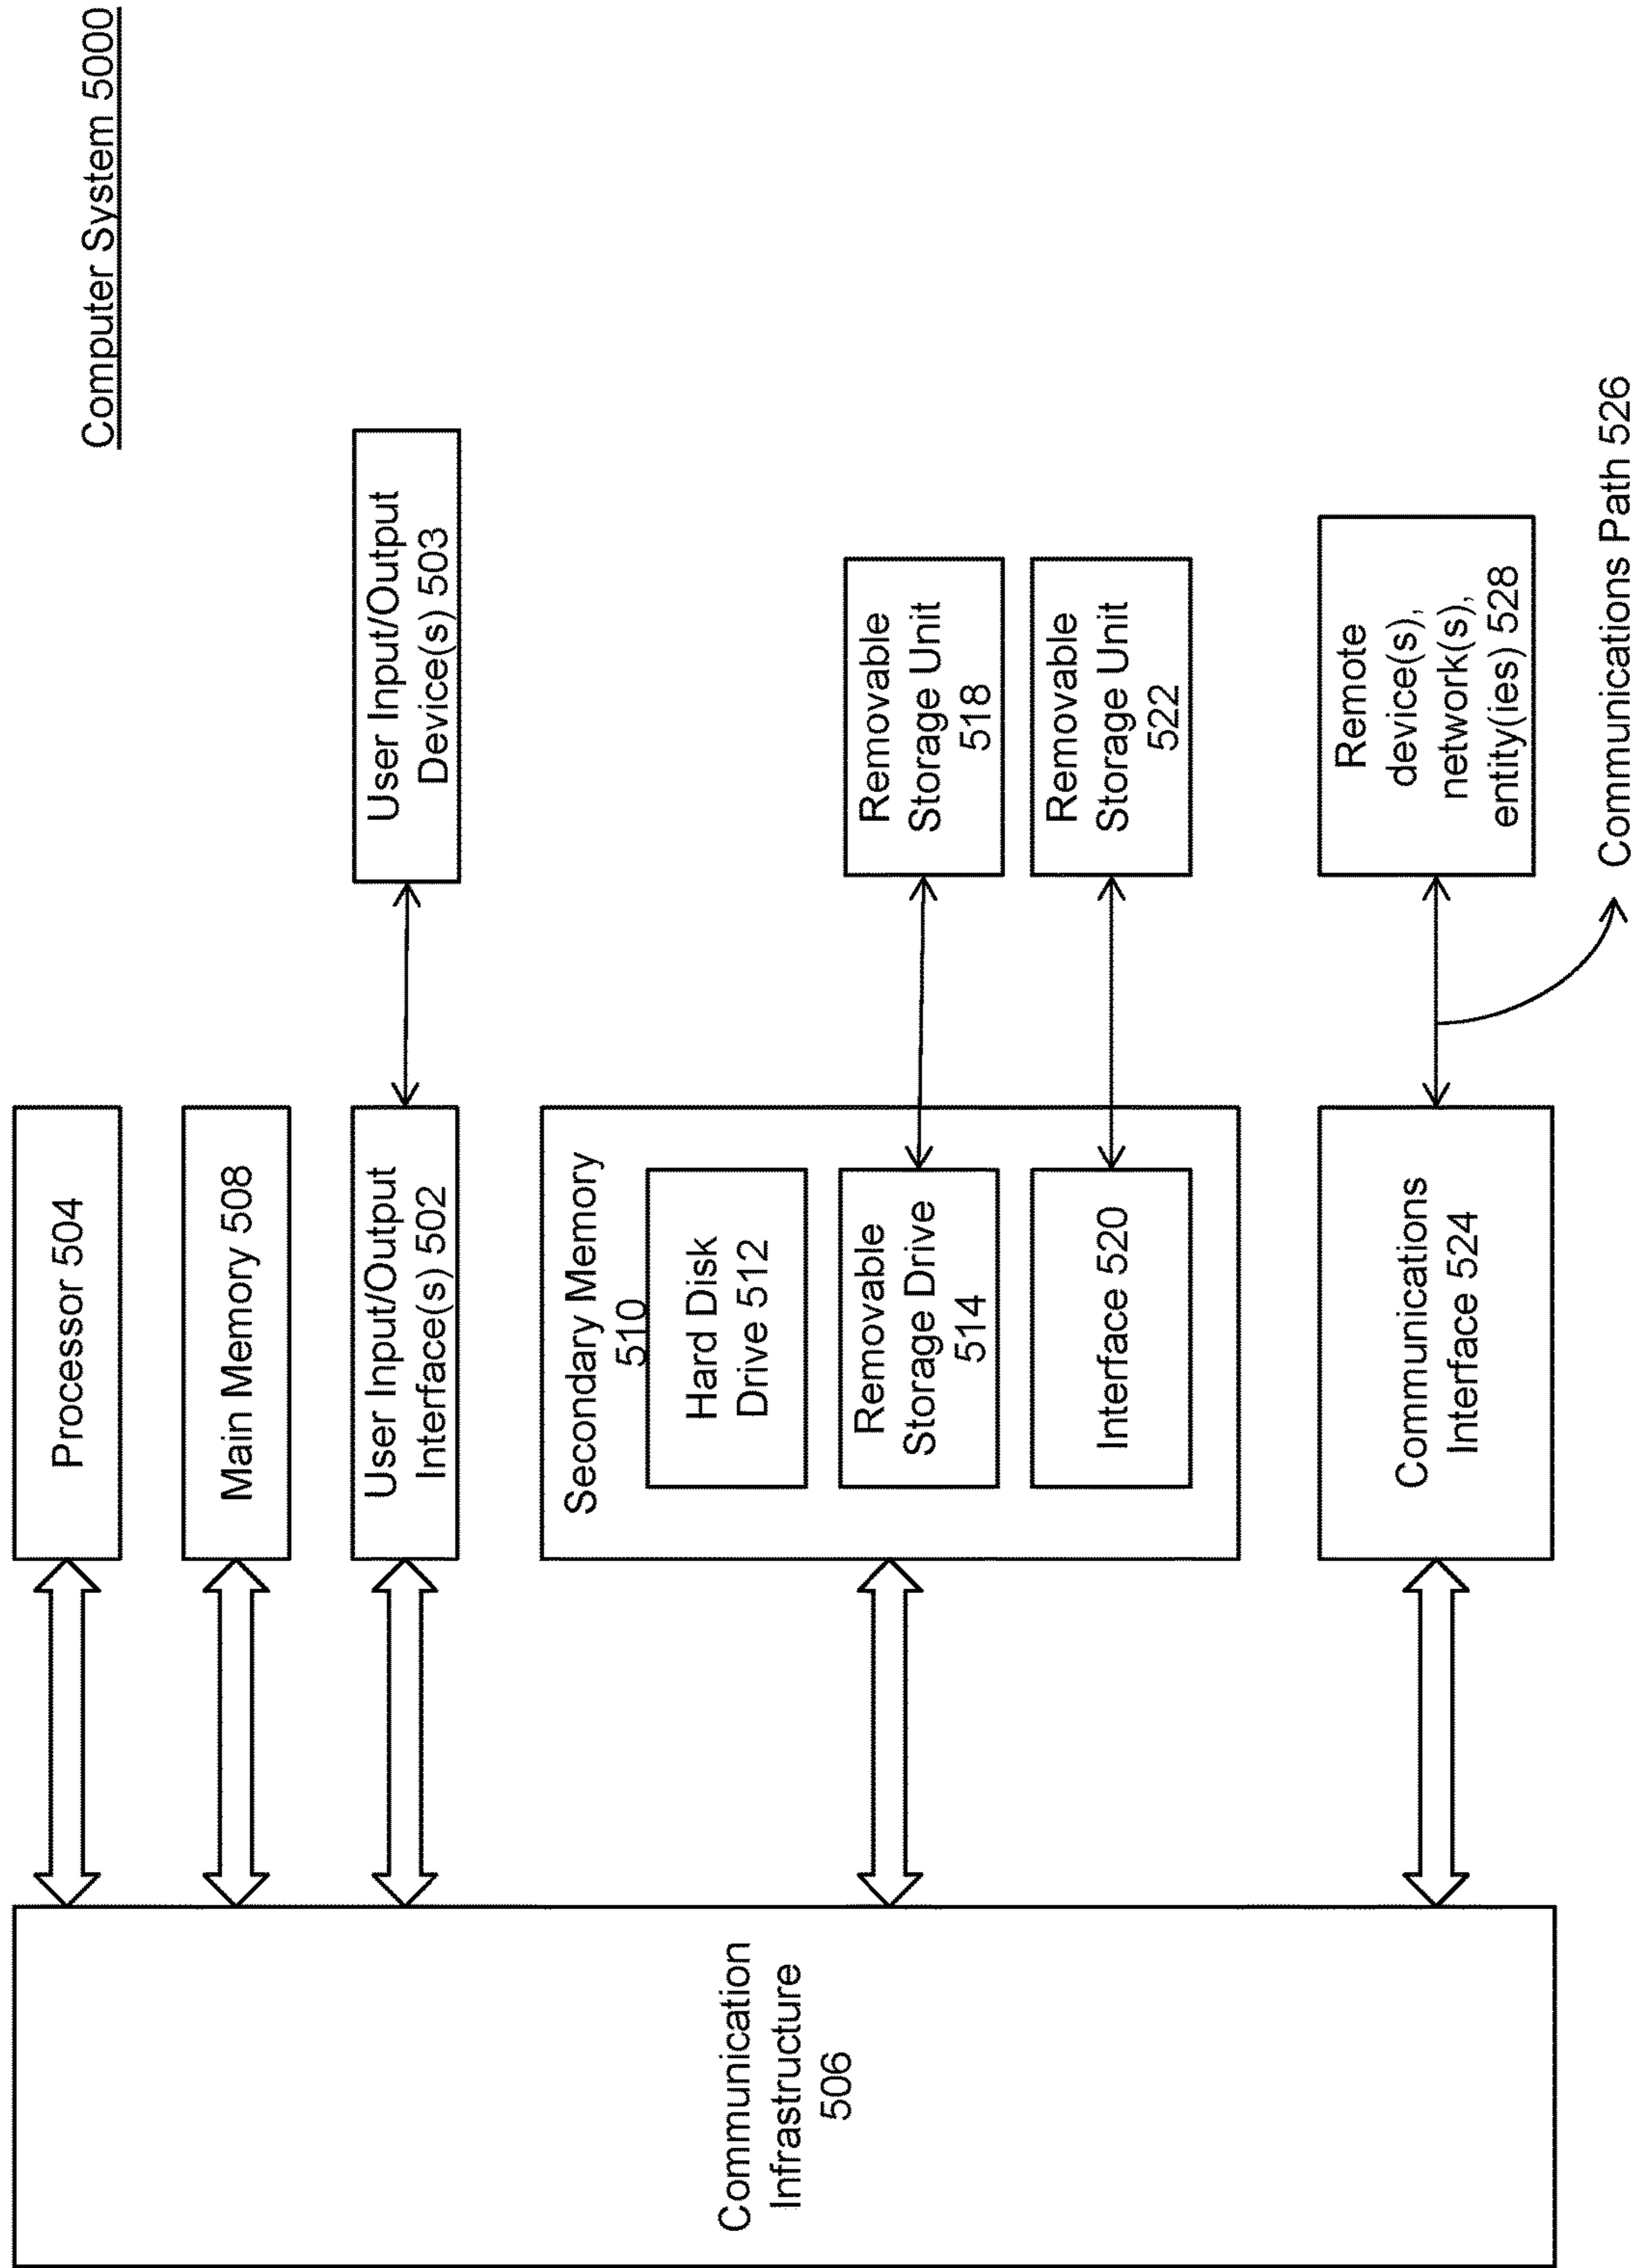 Computer System 5000
Processor 504
Main Memory 508
User Input/Output
Interface(s) 502
User Input/Output
Device(s) 503
Secondary Memory
510
Hard Disk
Drive 512
Removable
Storage Drive
514
Removable
Storage Unit
518
Interface 520
Removable
Storage Unit
522
Communications
Interface 524
Remote
device(s),
network(s),
entity(ies) 528
Communications Path 526
Communication
Infrastructure
506